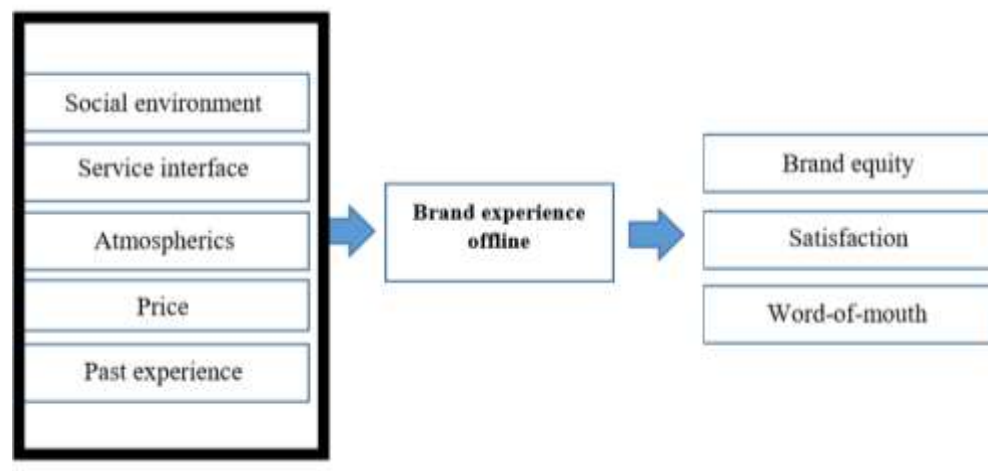 Social environment
Service interface
Atmospherics
Price
Past experience
Brand experience
offline
Brand equity
Satisfaction
Word-of-mouth